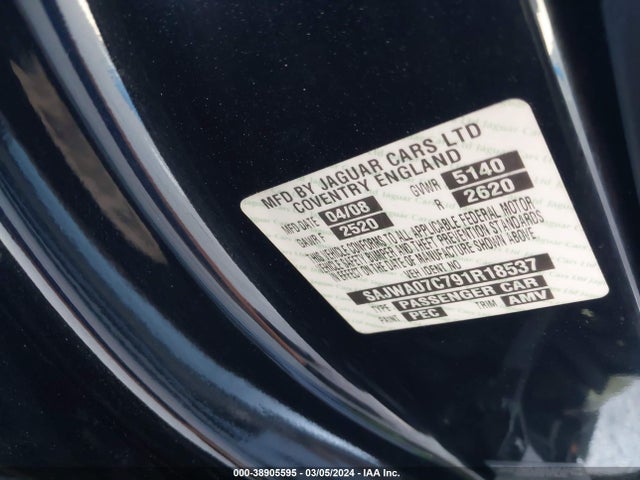 MFD BY JAGUAR CARS LTD
COVENTRY ENGLAND
MFG DATE 04/08 GVWR 5140
GAWR F 2520 R 2620
THIS VEHICLE CONFORMS TO ALL APPLICABLE FEDERAL MOTOR
VEHICLE BUMPER AND THEFT PREVENTION STANDARDS
IN EFFECT ON THE DATE OF MANUFACTURE SHOWN ABOVE
VEH IDENT. NO
SAJWA07C791R18537
TYPE PASSENGER CAR
PAINT PEC TRIM AMV
000-38905595 - 03/05/2024 - IAA Inc.